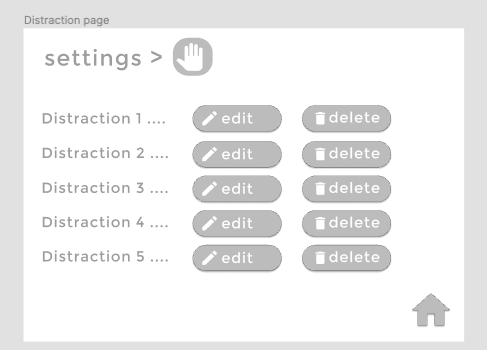 Distraction page
settings >
Distraction 1 .... edit delete
Distraction 2 .... edit delete
Distraction 3 .... edit delete
Distraction 4 .... edit delete
Distraction 5 .... edit delete